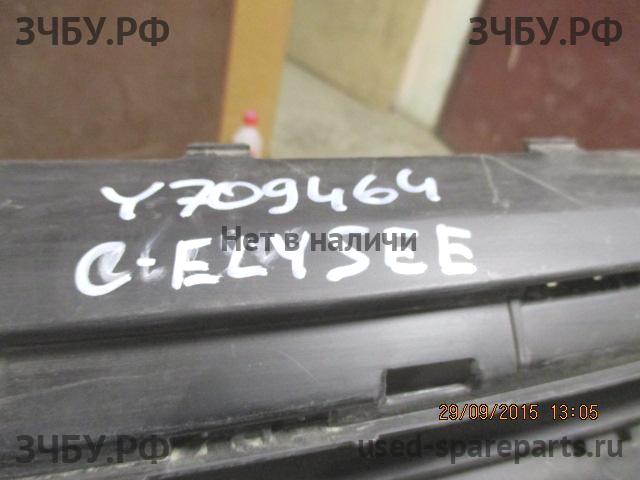 ЗЧБУ.РФ ЗЧБУ.РФ
Y709464
Нет в наличи
C-ELYSEE
29/09/2015 13:05
ЗЧБУ.РФ used-spareparts.ru